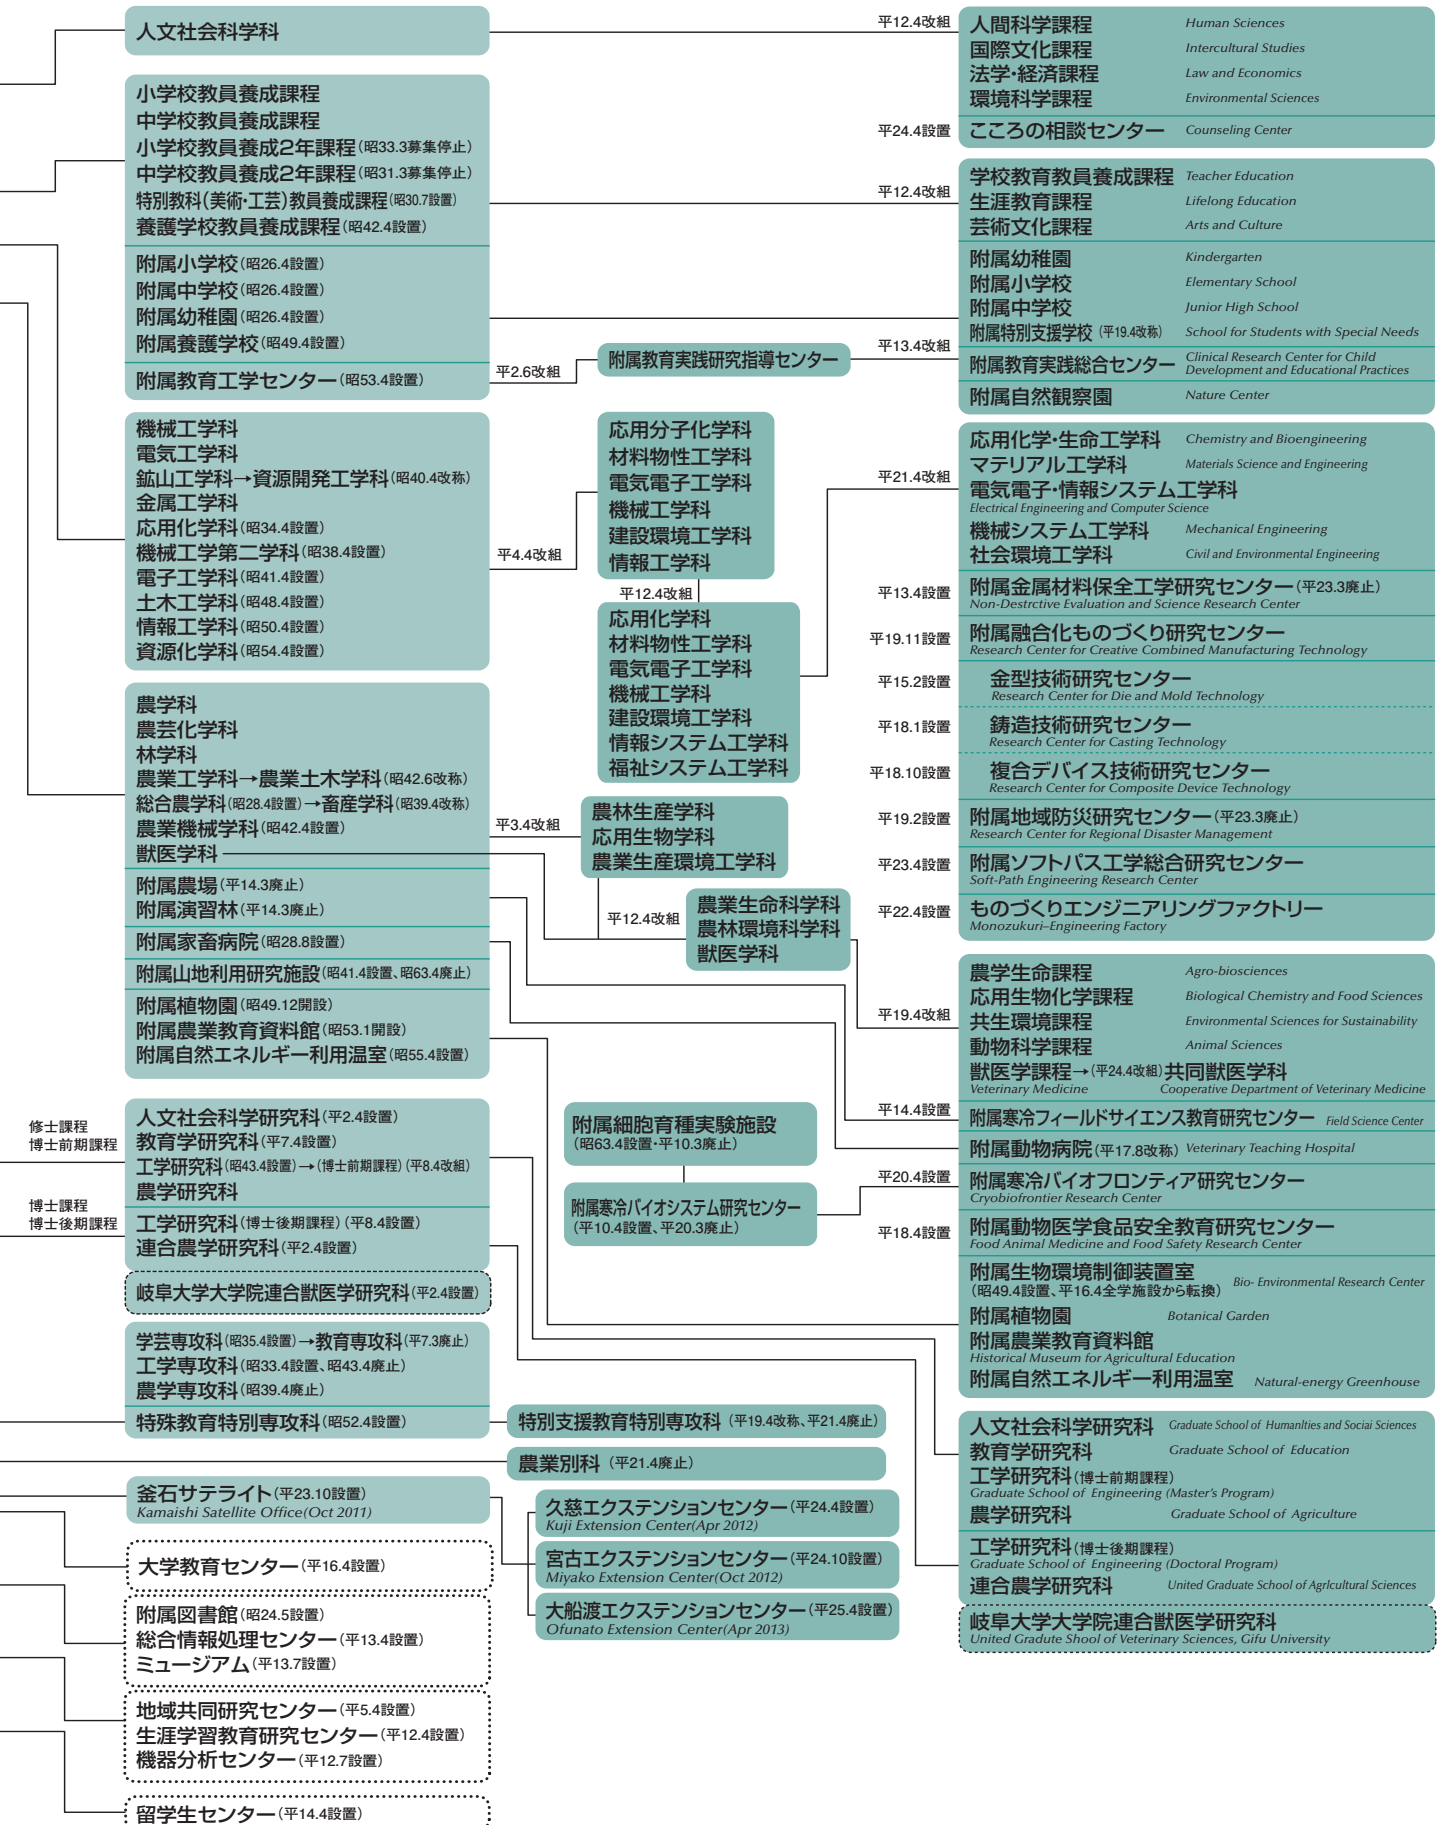 人文社会科学科
平12.4改組
人間科学課程 Human Sciences
国際文化課程 Intercultural Studies
法学・経済課程 Law and Economics
環境科学課程 Environmental Sciences
平24.4設置
こころの相談センター Counseling Center
小学校教員養成課程
中学校教員養成課程
小学校教員養成2年課程(昭33.3募集停止)
中学校教員養成2年課程(昭31.3募集停止)
特別教科(美術・工芸)教員養成課程(昭30.7設置)
養護学校教員養成課程(昭42.4設置)
平12.4改組
学校教育教員養成課程 Teacher Education
生涯教育課程 Lifelong Education
芸術文化課程 Arts and Culture
附属小学校(昭26.4設置)
附属中学校(昭26.4設置)
附属幼稚園(昭26.4設置)
附属養護学校(昭49.4設置)
附属幼稚園 Kindergarten
附属小学校 Elementary School
附属中学校 Junior High School
附属特別支援学校(平19.4改称) School for Students with Special Needs
附属教育工学センター(昭53.4設置)
平2.6改組
附属教育実践研究指導センター
平13.4改組
附属教育実践総合センター Clinical Research Center for Child
Development and Educational Practices
附属自然観察園 Nature Center
機械工学科
電気工学科
鉱山工学科→資源開発工学科(昭40.4改称)
金属工学科
応用化学科(昭34.4設置)
機械工学第二学科(昭38.4設置)
電子工学科(昭41.4設置)
土木工学科(昭48.4設置)
情報工学科(昭50.4設置)
資源化学科(昭54.4設置)
平4.4改組
応用分子化学科
材料物性工学科
電気電子工学科
機械工学科
建設環境工学科
情報工学科
平12.4改組
応用化学科
材料物性工学科
電気電子工学科
機械工学科
建設環境工学科
情報システム工学科
福祉システム工学科
平21.4改組
応用化学・生命工学科 Chemistry and Bioengineering
マテリアル工学科 Materials Science and Engineering
電気電子・情報システム工学科
Electrical Engineering and Computer Science
機械システム工学科 Mechanical Engineering
社会環境工学科 Civil and Environmental Engineering
平13.4設置
附属金属材料保全工学研究センター(平23.3廃止)
Non-Destrctive Evaluation and Science Research Center
平19.11設置
附属融合化ものづくり研究センター
Research Center for Creative Combined Manufacturing Technology
平15.2設置
金型技術研究センター
Research Center for Die and Mold Technology
平18.1設置
鋳造技術研究センター
Research Center for Casting Technology
平18.10設置
複合デバイス技術研究センター
Research Center for Composite Device Technology
平19.2設置
附属地域防災研究センター(平23.3廃止)
Research Center for Regional Disaster Management
平23.4設置
附属ソフトパス工学総合研究センター
Soft-Path Engineering Research Center
平22.4設置
ものづくりエンジニアリングファクトリー
Monozukuri–Engineering Factory
農学科
農芸化学科
林学科
農業工学科→農業土木学科(昭42.6改称)
総合農学科(昭28.4設置)→畜産学科(昭39.4改称)
農業機械学科(昭42.4設置)
獣医学科
平3.4改組
農林生産学科
応用生物学科
農業生産環境工学科
平12.4改組
農業生命科学科
農林環境科学科
獣医学科
附属農場(平14.3廃止)
附属演習林(平14.3廃止)
附属家畜病院(昭28.8設置)
附属山地利用研究施設(昭41.4設置、昭63.4廃止)
附属植物園(昭49.12開設)
附属農業教育資料館(昭53.1開設)
附属自然エネルギー利用温室(昭55.4設置)
平19.4改組
農学生命課程 Agro-biosciences
応用生物化学課程 Biological Chemistry and Food Sciences
共生環境課程 Environmental Sciences for Sustainability
動物科学課程 Animal Sciences
獣医学課程→(平24.4改組)共同獣医学科
Veterinary Medicine Cooperative Department of Veterinary Medicine
平14.4設置
附属寒冷フィールドサイエンス教育研究センター Field Science Center
附属動物病院(平17.8改称) Veterinary Teaching Hospital
平20.4設置
附属寒冷バイオフロンティア研究センター
Cryobiofrontier Research Center
平18.4設置
附属動物医学食品安全教育研究センター
Food Animal Medicine and Food Safety Research Center
附属生物環境制御装置室
(昭49.4設置、平16.4全学施設から転換) Bio- Environmental Research Center
附属植物園 Botanical Garden
附属農業教育資料館
Historical Museum for Agricultural Education
附属自然エネルギー利用温室 Natural-energy Greenhouse
附属細胞育種実験施設
(昭63.4設置・平10.3廃止)
附属寒冷バイオシステム研究センター
(平10.4設置、平20.3廃止)
修士課程
博士前期課程
人文社会科学研究科(平2.4設置)
教育学研究科(平7.4設置)
工学研究科(昭43.4設置)→(博士前期課程)(平8.4改組)
農学研究科
博士課程
博士後期課程
工学研究科(博士後期課程)(平8.4設置)
連合農学研究科(平2.4設置)
岐阜大学大学院連合獣医学研究科(平2.4設置)
学芸専攻科(昭35.4設置)→教育専攻科(平7.3廃止)
工学専攻科(昭33.4設置、昭43.4廃止)
農学専攻科(昭39.4廃止)
特殊教育特別専攻科(昭52.4設置)
特別支援教育特別専攻科(平19.4改称、平21.4廃止)
農業別科(平21.4廃止)
人文社会科学研究科 Graduate School of Humanlties and Sociai Sciences
教育学研究科 Graduate School of Education
工学研究科(博士前期課程)
Graduate School of Engineering (Master's Program)
農学研究科 Graduate School of Agriculture
工学研究科(博士後期課程)
Graduate School of Engineering (Doctoral Program)
連合農学研究科 United Graduate School of Agrlcultural Sciences
岐阜大学大学院連合獣医学研究科
United Gradute Shool of Veterinary Sciences, Gifu University
釜石サテライト(平23.10設置)
Kamaishi Satellite Office(Oct 2011)
久慈エクステンションセンター(平24.4設置)
Kuji Extension Center(Apr 2012)
宮古エクステンションセンター(平24.10設置)
Miyako Extension Center(Oct 2012)
大船渡エクステンションセンター(平25.4設置)
Ofunato Extension Center(Apr 2013)
大学教育センター(平16.4設置)
附属図書館(昭24.5設置)
総合情報処理センター(平13.4設置)
ミュージアム(平13.7設置)
地域共同研究センター(平5.4設置)
生涯学習教育研究センター(平12.4設置)
機器分析センター(平12.7設置)
留学生センター(平14.4設置)